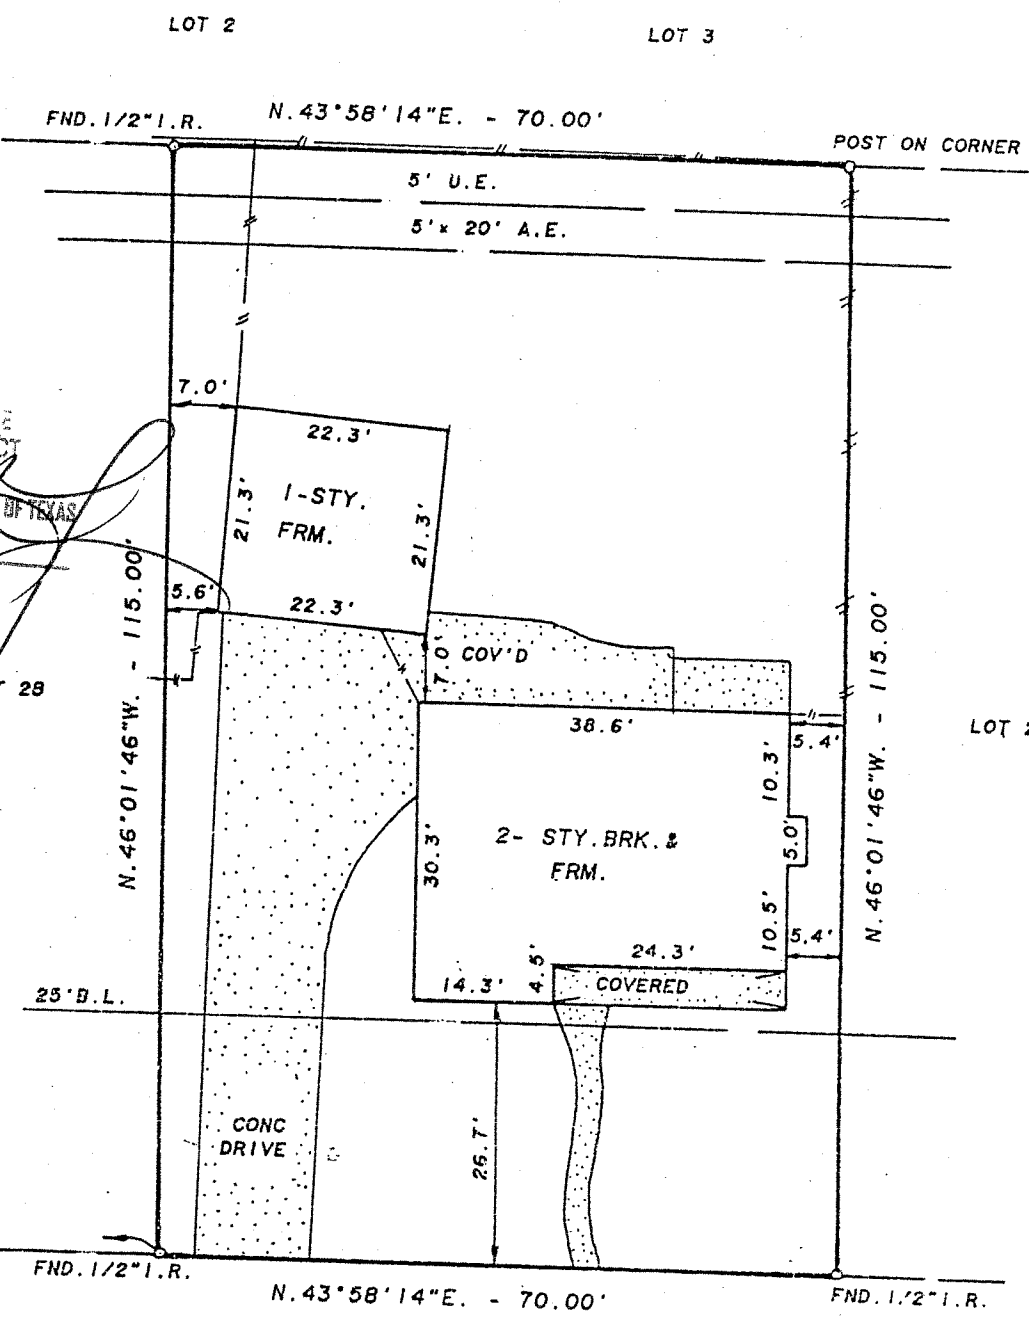 LOT 2
LOT 3
FND. 1/2" I.R.
N. 43°58'14"E. - 70.00'
POST ON CORNER
5' U.E.
5' x 20' A.E.
7.0'
22.3'
21.3'
1-STY.
FRM.
21.3'
OF TEXAS
5.6'
22.3'
7.0'
COV'D
28
N. 46°01'46"W. - 115.00'
38.6'
5.4'
10.3'
N. 46°01'46"W. - 115.00'
LOT
30.3'
2- STY. BRK. &
FRM.
5.0'
10.5'
5.4'
24.3'
4.5'
COVERED
14.3'
25' B.L.
CONC
DRIVE
26.7'
FND. 1/2" I.R.
N. 43°58'14"E. - 70.00'
FND. 1/2" I.R.